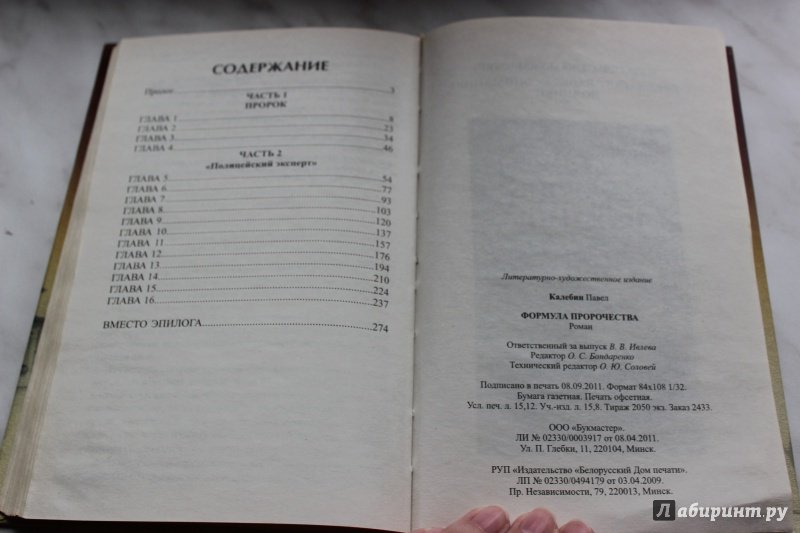 СОДЕРЖАНИЕ
Пролог 3
ЧАСТЬ 1
ПРОРОК
ГЛАВА 1 8
ГЛАВА 2 23
ГЛАВА 3 34
ГЛАВА 4 46
ЧАСТЬ 2
«Полицейский эксперт»
ГЛАВА 5 54
ГЛАВА 6 77
ГЛАВА 7 93
ГЛАВА 8 103
ГЛАВА 9 120
ГЛАВА 10 137
ГЛАВА 11 157
ГЛАВА 12 176
ГЛАВА 13 194
ГЛАВА 14 210
ГЛАВА 15 224
ГЛАВА 16 237
ВМЕСТО ЭПИЛОГА 274
Литературно-художественное издание
Калебин Павел
ФОРМУЛА ПРОРОЧЕСТВА
Роман
Ответственный за выпуск В. В. Ивлева
Редактор О. С. Бондаренко
Технический редактор О. Ю. Соловей
Подписано в печать 08.09.2011. Формат 84х108 1/32.
Бумага газетная. Печать офсетная.
Усл. печ. л. 15,12. Уч.-изд. л. 15,8. Тираж 2050 экз. Заказ 2433.
ООО «Букмастер».
ЛИ № 02330/0003917 от 08.04.2011.
Ул. П. Глебки, 11, 220104, Минск.
РУП «Издательство «Белорусский Дом печати».
ЛП № 02330/0494179 от 03.04.2009.
Пр. Независимости, 79, 220013, Минск.
Лабиринт.ру